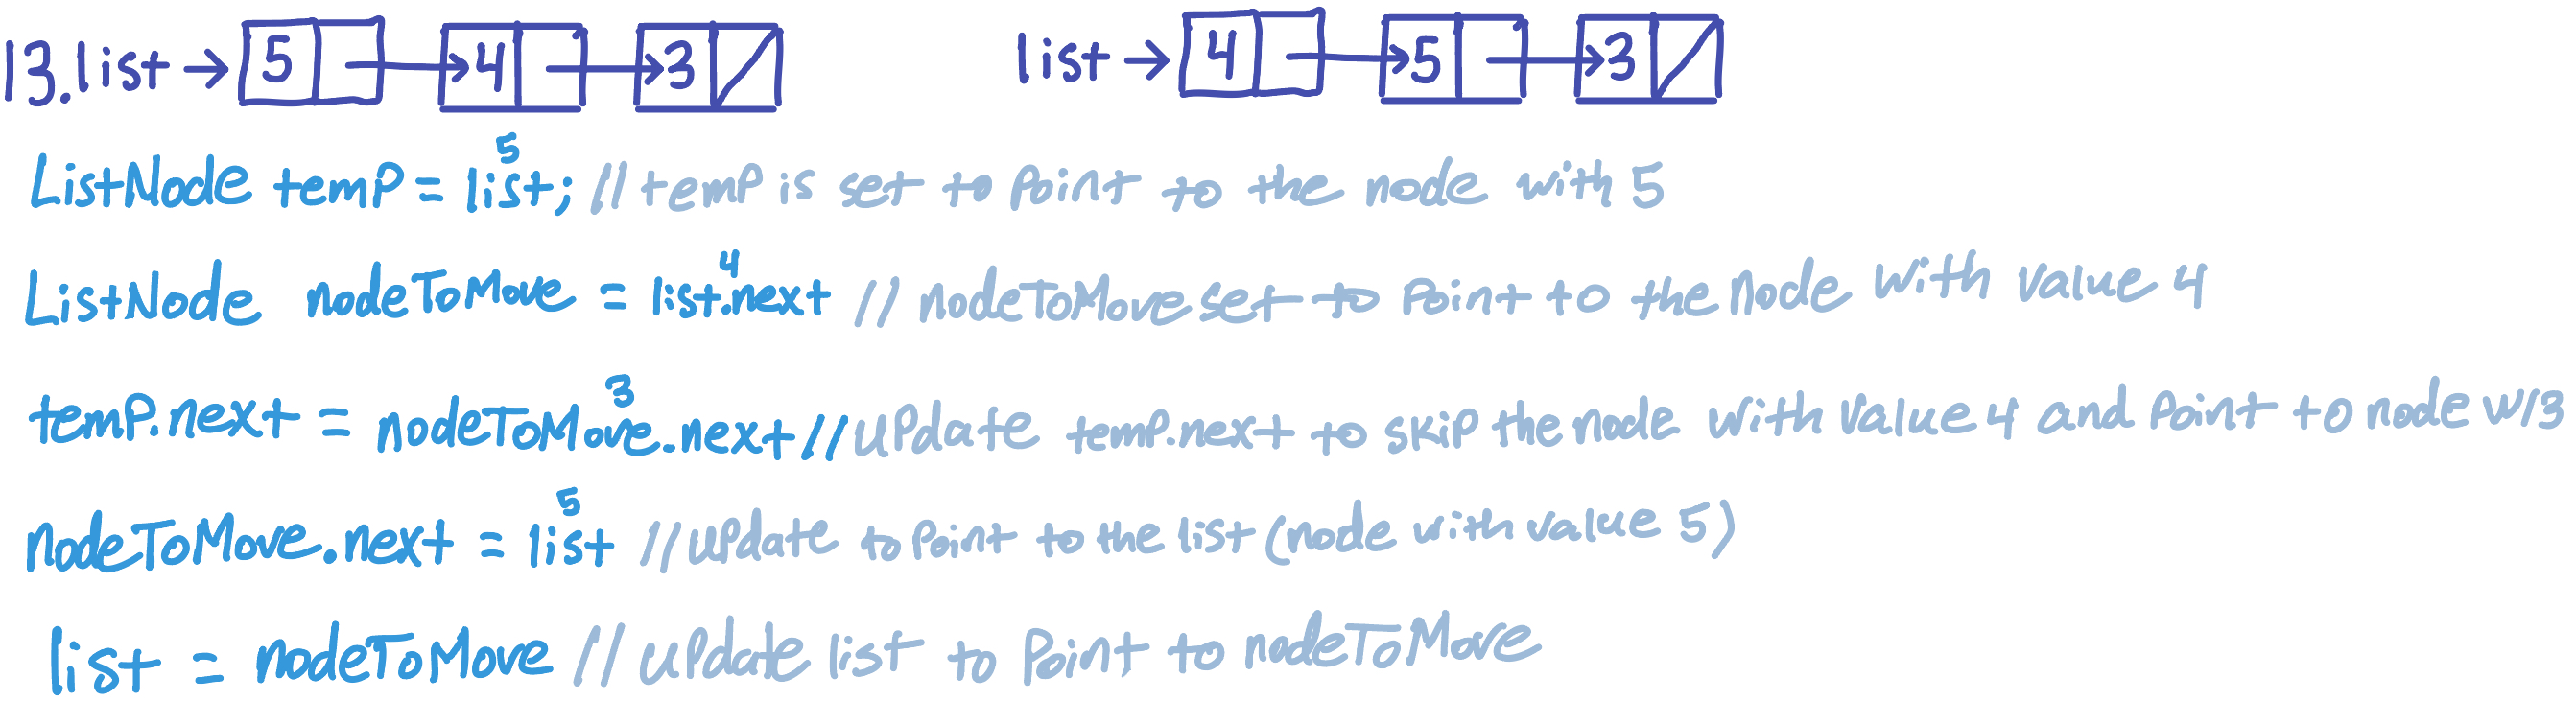 13. list → 5 4 3 list → 4 5 3
ListNode temp = list; 5 // temp is set to point to the node with 5
ListNode nodeToMove = list.next 4 // nodeToMove set to point to the node with value 4
temp.next = nodeToMove.next 3 // update temp.next to skip the node with value 4 and point to node w/3
nodeToMove.next = list 5 // update to point to the list (node with value 5)
list = nodeToMove // update list to point to nodeToMove